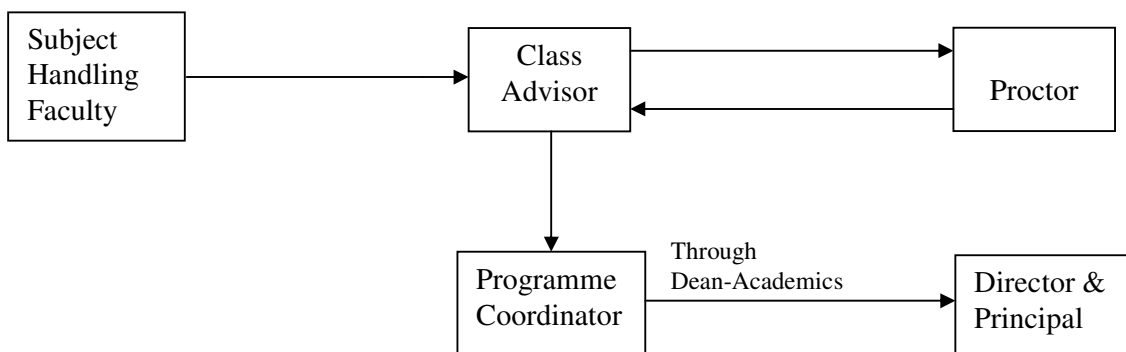 Subject
Handling
Faculty
Class
Advisor
Proctor
Programme
Coordinator
Through
Dean-Academics
Director &
Principal